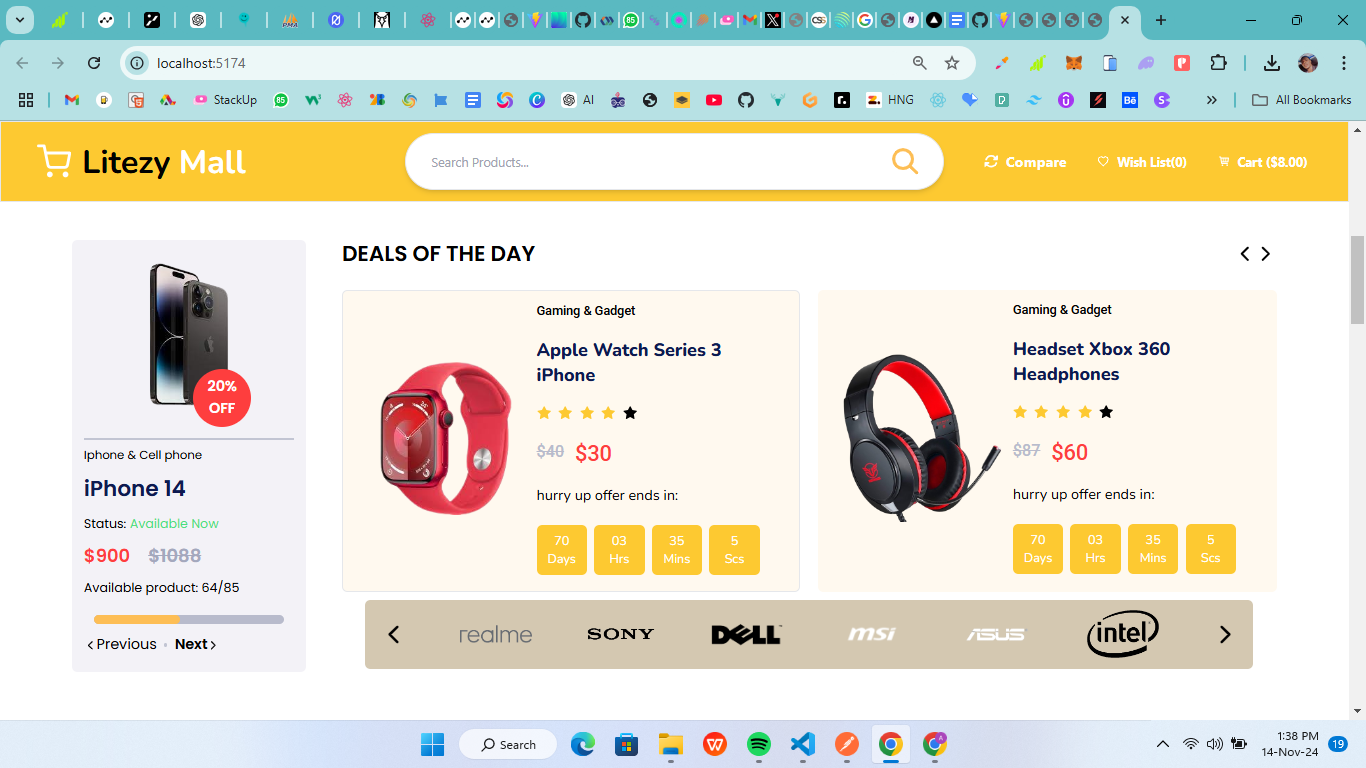 localhost:5174
StackUp
AI
HNG
All Bookmarks
Litezy Mall
Search Products...
Compare
Wish List(0)
Cart ($8.00)
20%
OFF
Iphone & Cell phone
iPhone 14
Status: Available Now
$900 $1088
Available product: 64/85
Previous
Next
DEALS OF THE DAY
Gaming & Gadget
Apple Watch Series 3
iPhone
$40 $30
hurry up offer ends in:
70 03 35 5
Days Hrs Mins Scs
Gaming & Gadget
Headset Xbox 360
Headphones
$87 $60
hurry up offer ends in:
70 03 35 5
Days Hrs Mins Scs
realme SONY DELL msi ASUS intel
Search
1:38 PM
14-Nov-24
19